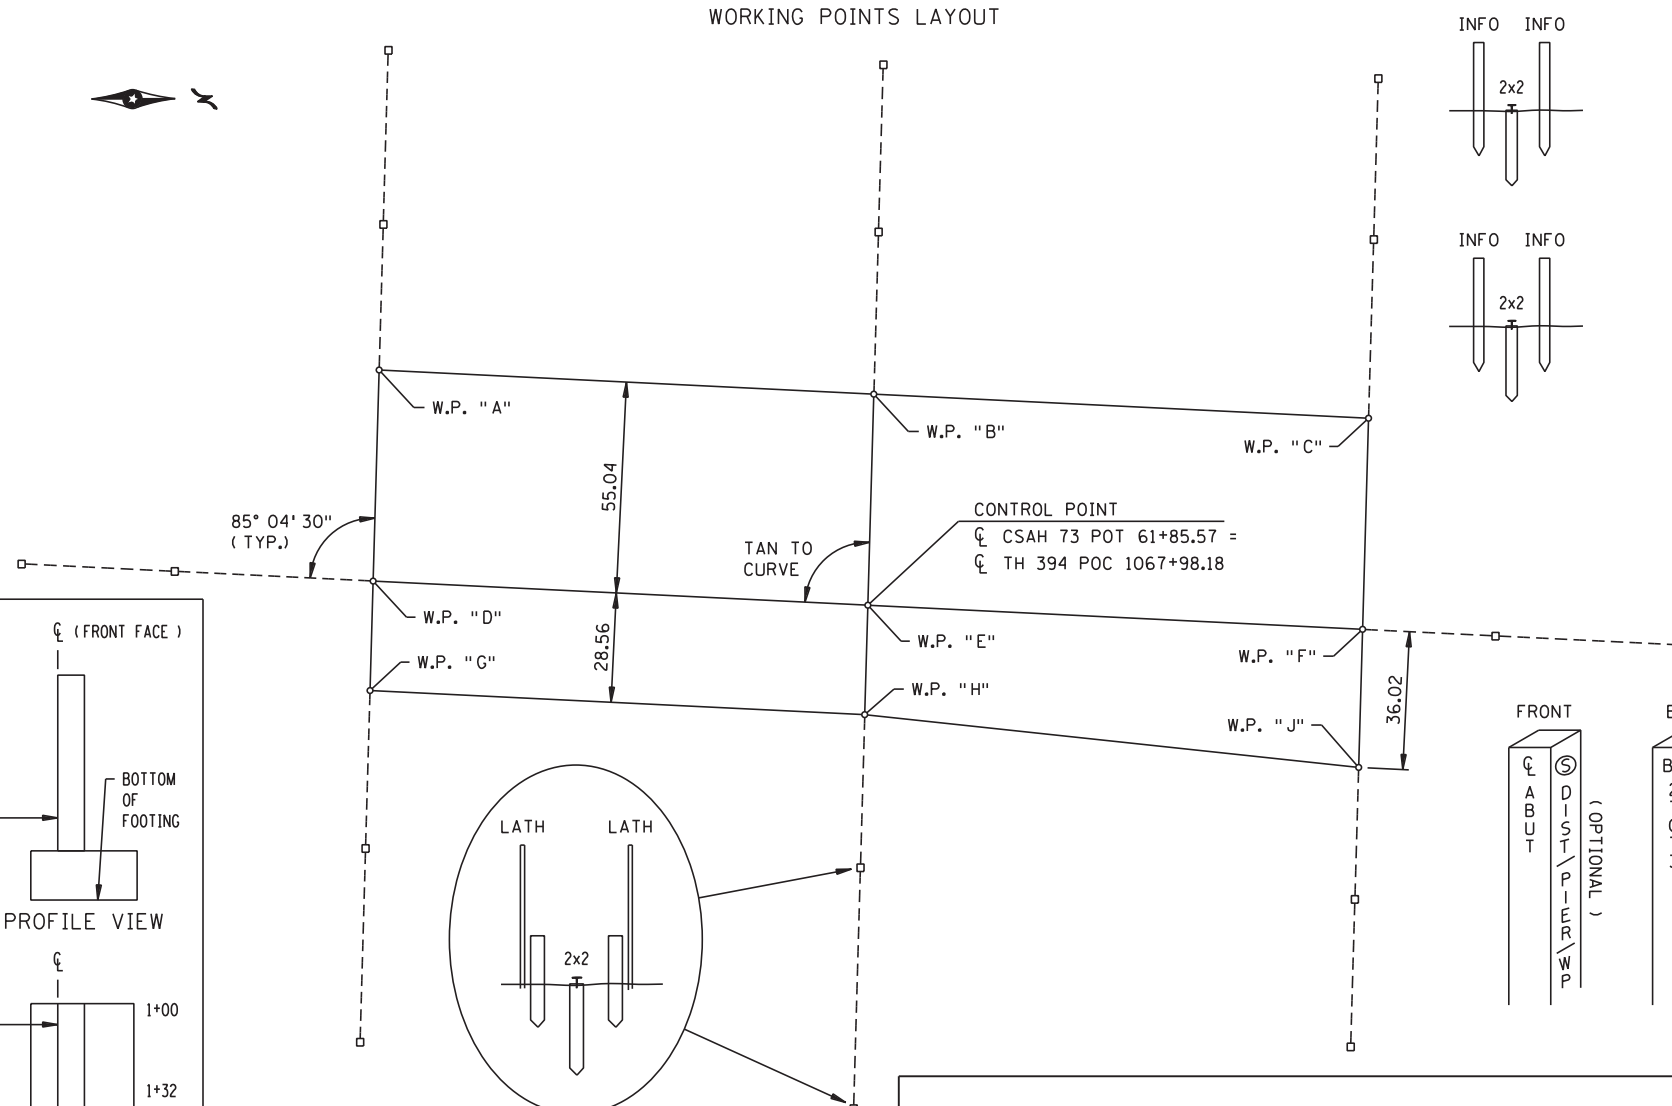 WORKING POINTS LAYOUT
INFO INFO
2x2
INFO INFO
2x2
W.P. "A"
W.P. "B"
W.P. "C"
55.04
85° 04' 30"
(TYP.)
TAN TO
CURVE
CONTROL POINT
℄ CSAH 73 POT 61+85.57 =
℄ TH 394 POC 1067+98.18
W.P. "D"
W.P. "E"
W.P. "F"
28.56
W.P. "G"
W.P. "H"
W.P. "J"
36.02
℄ (FRONT FACE)
BOTTOM
OF
FOOTING
PROFILE VIEW
℄
1+00
1+32
LATH LATH
2x2
FRONT
℄ ABUT
Ⓢ DIST/PIER/WP
(OPTIONAL)